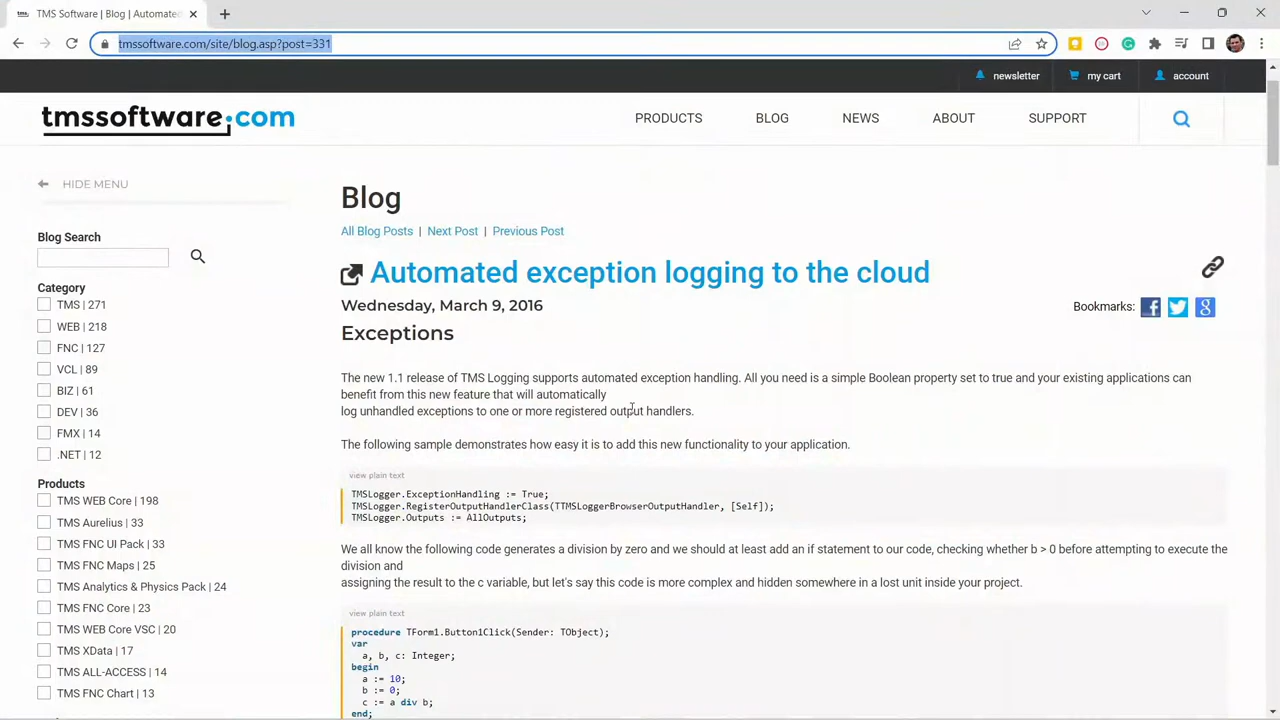 TMS Software | Blog | Automated
tmssoftware.com/site/blog.asp?post=331
newsletter
my cart
account
tmssoftware.com
PRODUCTS
BLOG
NEWS
ABOUT
SUPPORT
HIDE MENU
Blog Search
Category
TMS | 271
WEB | 218
FNC | 127
VCL | 89
BIZ | 61
DEV | 36
FMX | 14
.NET | 12
Products
TMS WEB Core | 198
TMS Aurelius | 33
TMS FNC UI Pack | 33
TMS FNC Maps | 25
TMS Analytics & Physics Pack | 24
TMS FNC Core | 23
TMS WEB Core VSC | 20
TMS XData | 17
TMS ALL-ACCESS | 14
TMS FNC Chart | 13
Blog
All Blog Posts | Next Post | Previous Post
Automated exception logging to the cloud
Wednesday, March 9, 2016
Bookmarks:
Exceptions
The new 1.1 release of TMS Logging supports automated exception handling. All you need is a simple Boolean property set to true and your existing applications can
benefit from this new feature that will automatically
log unhandled exceptions to one or more registered output handlers.
The following sample demonstrates how easy it is to add this new functionality to your application.
view plain text
TMSLogger.ExceptionHandling := True;
TMSLogger.RegisterOutputHandlerClass(TTMSLoggerBrowserOutputHandler, [Self]);
TMSLogger.Outputs := AllOutputs;
We all know the following code generates a division by zero and we should at least add an if statement to our code, checking whether b > 0 before attempting to execute the
division and
assigning the result to the c variable, but let's say this code is more complex and hidden somewhere in a lost unit inside your project.
view plain text
procedure TForm1.Button1Click(Sender: TObject);
var
a, b, c: Integer;
begin
a := 10;
b := 0;
c := a div b;
end;